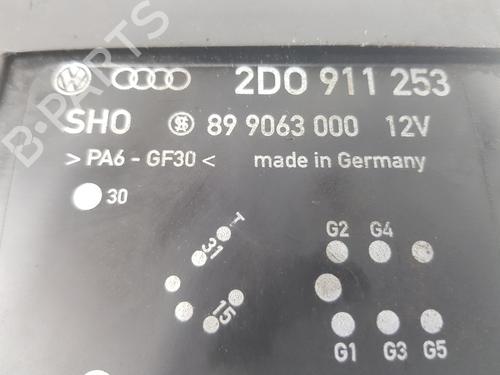 2D0 911 253
SHO 89 9063 000 12V
>PA6 - GF30< made in Germany
30
T
31
15
G2 G4
G1 G3 G5
B-PARTS